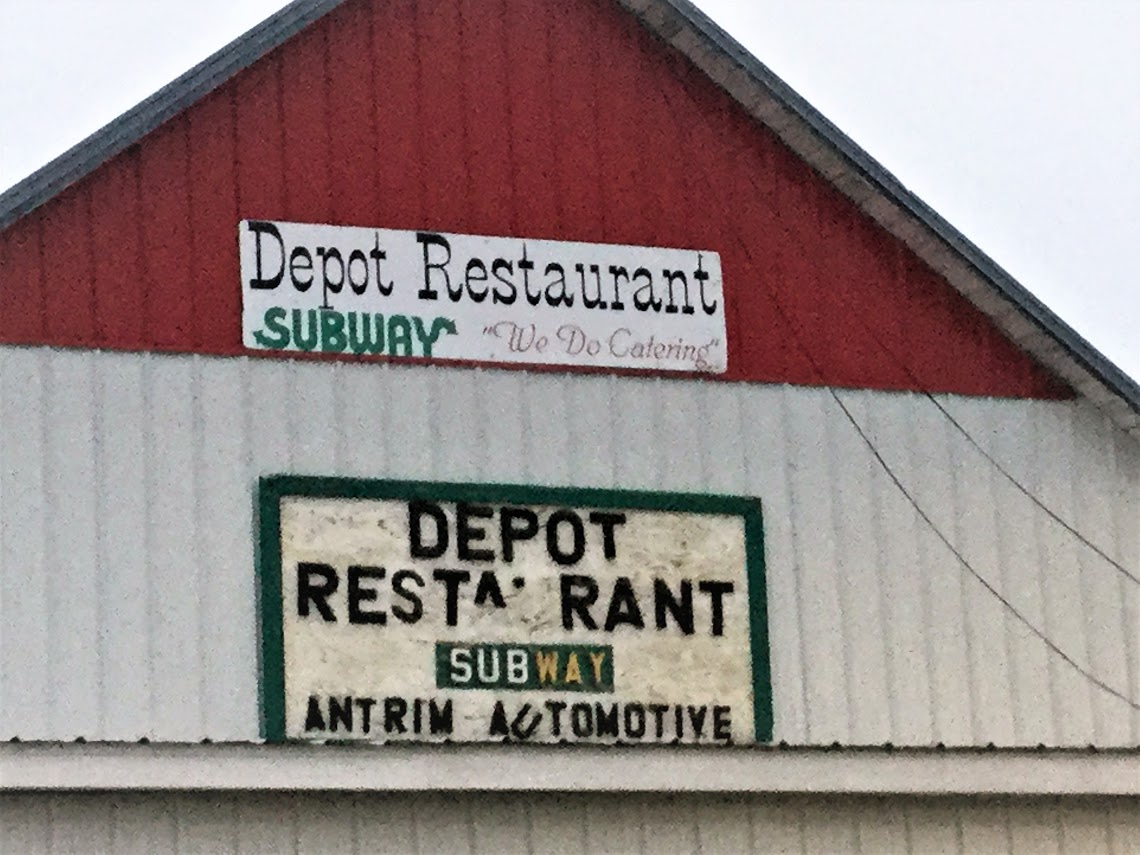 Depot Restaurant
SUBWAY "We Do Catering"
DEPOT
RESTA RANT
SUBWAY
ANTRIM AUTOMOTIVE